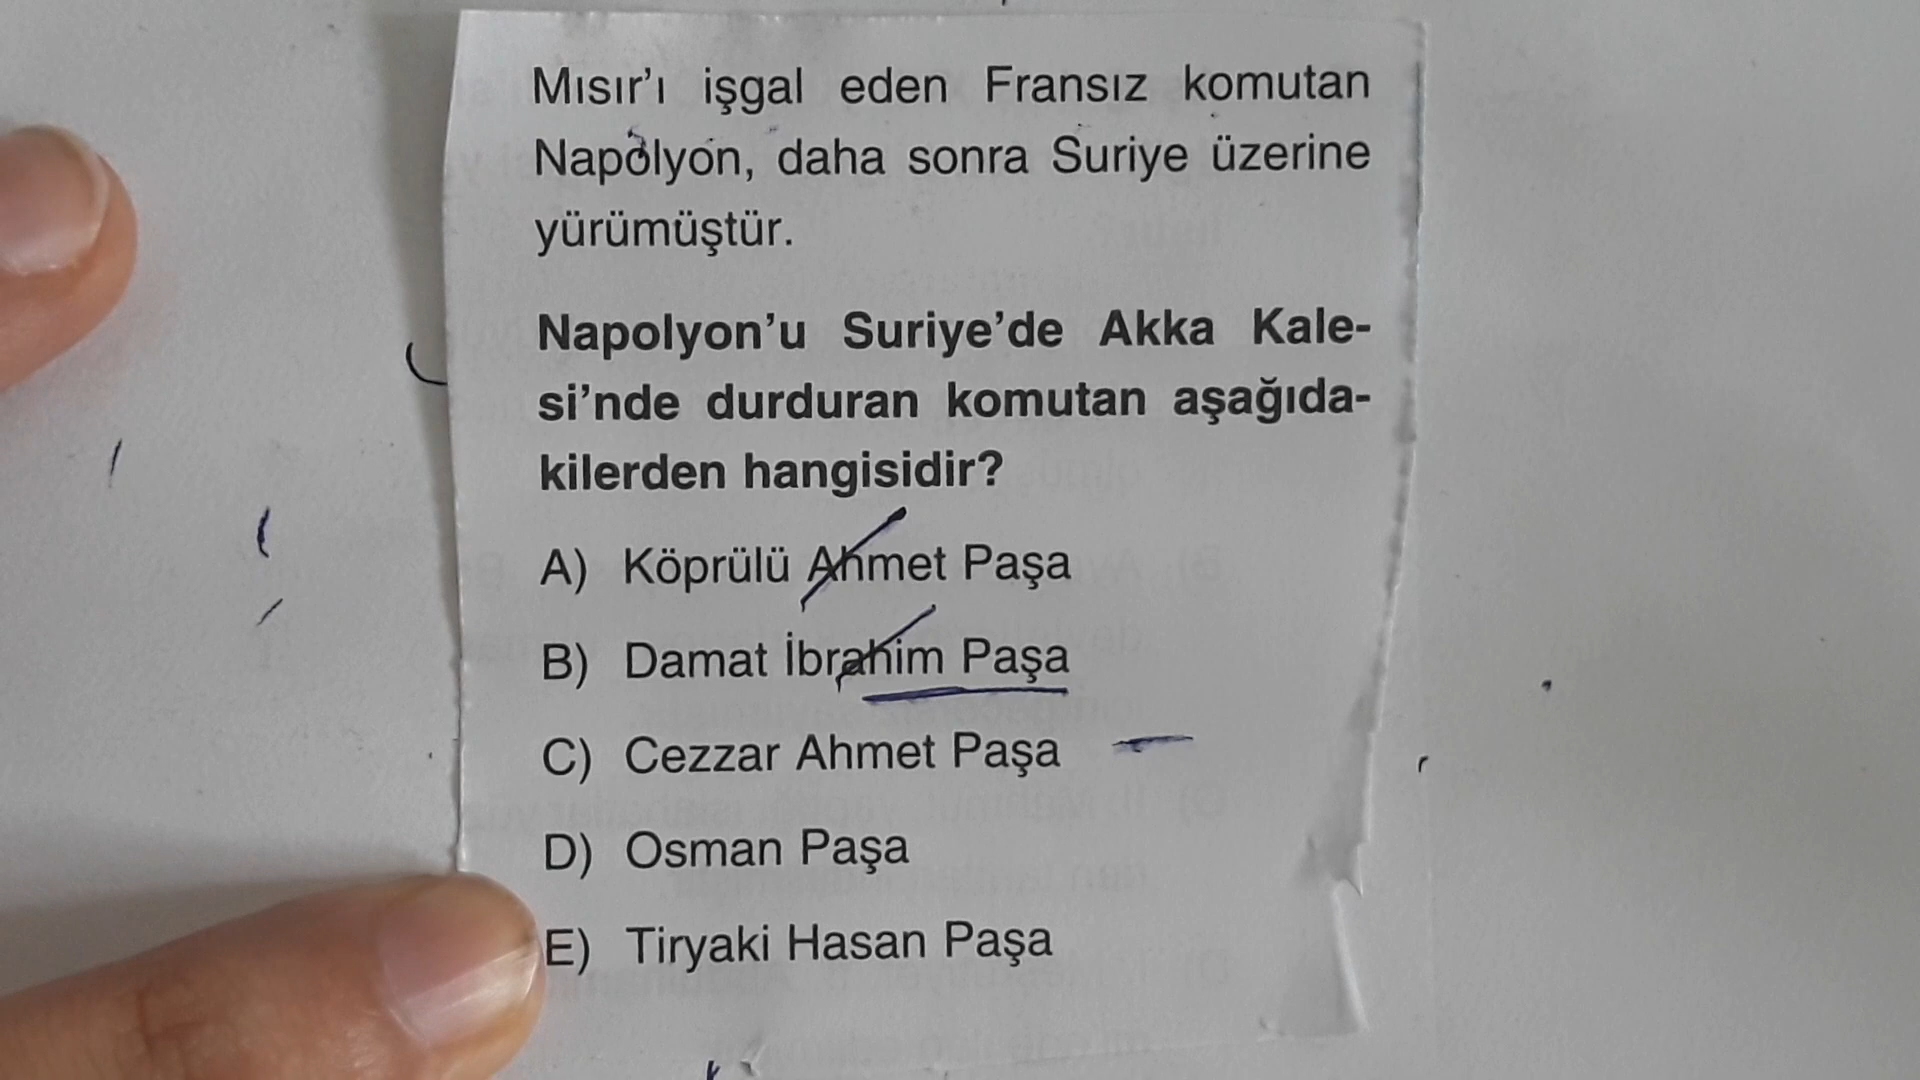 Mısır'ı işgal eden Fransız komutan
Napolyon, daha sonra Suriye üzerine
yürümüştür.
Napolyon'u Suriye'de Akka Kale-
si'nde durduran komutan aşağıda-
kilerden hangisidir?
A) Köprülü Ahmet Paşa
B) Damat İbrahim Paşa
C) Cezzar Ahmet Paşa
D) Osman Paşa
E) Tiryaki Hasan Paşa